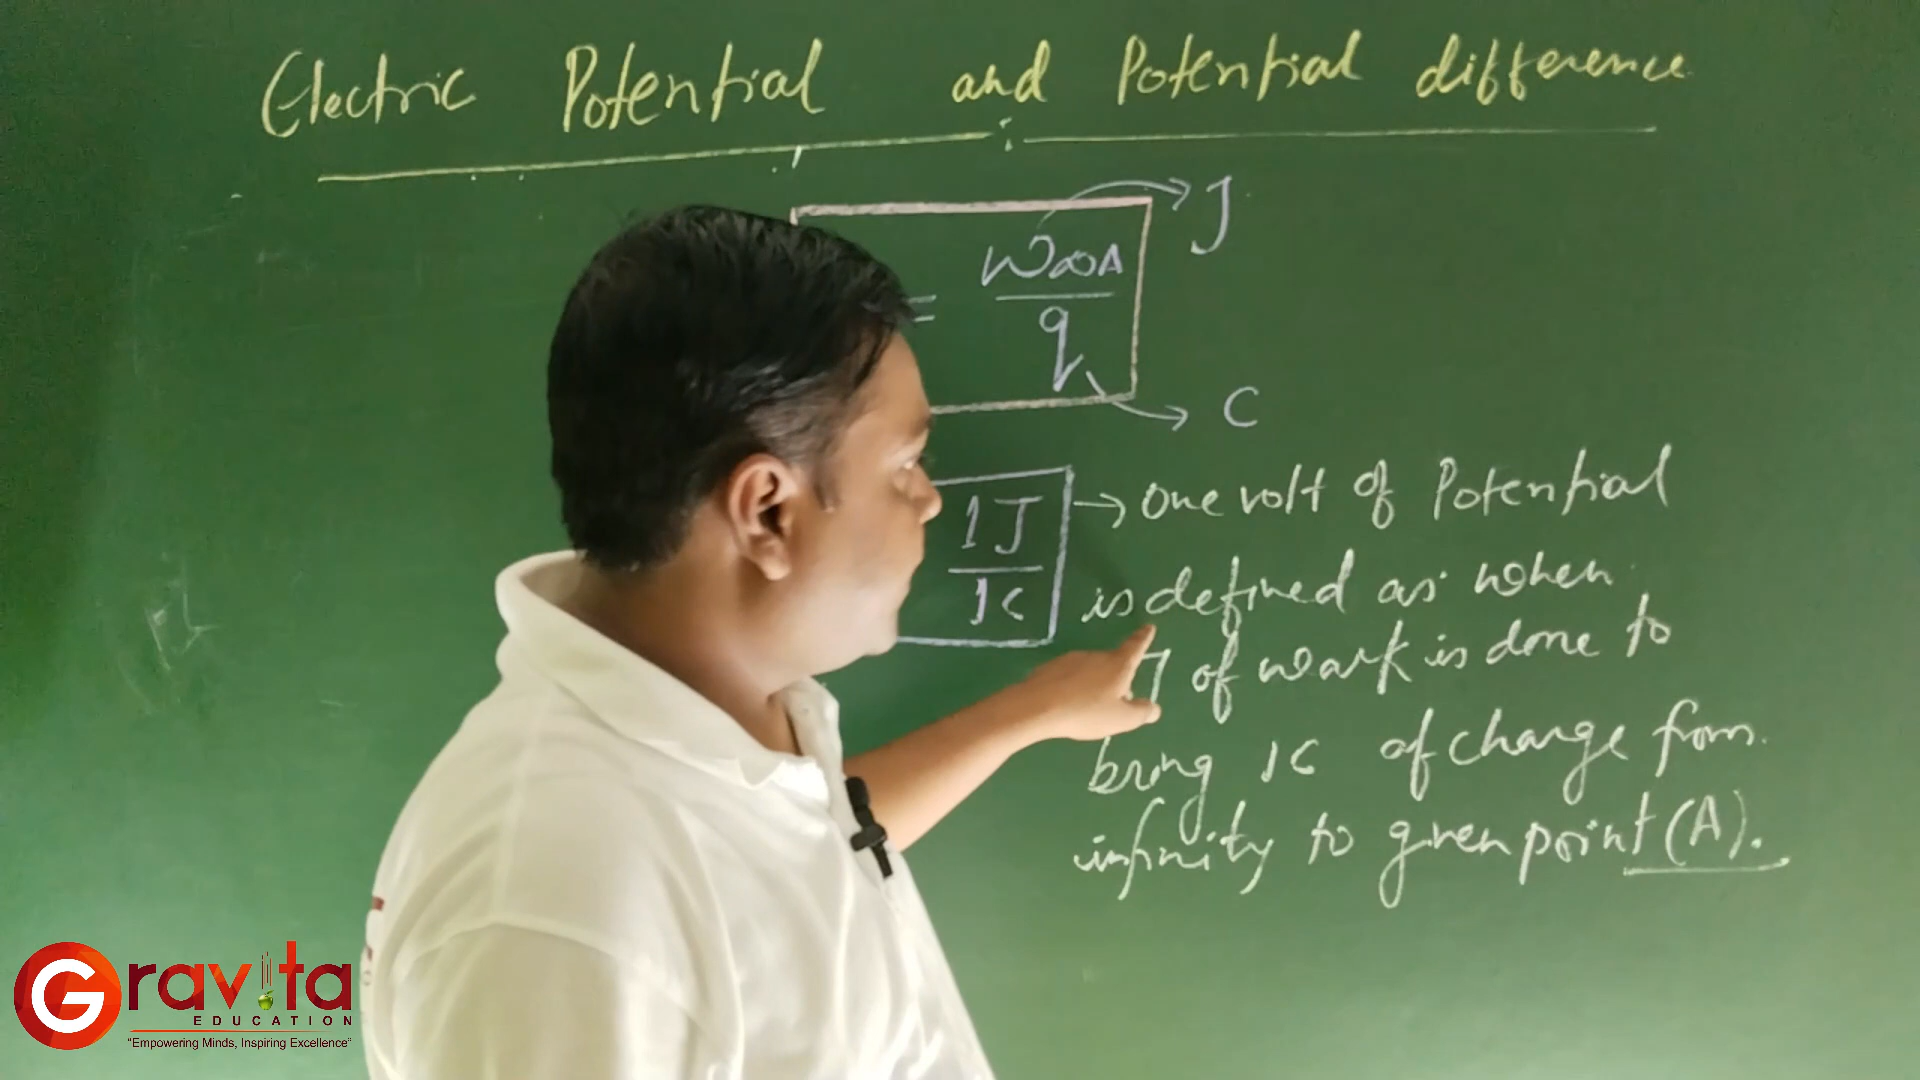 Electric Potential and Potential difference
J
= W∞A
q
C
1J
1C
→ One volt of Potential
is defined as when
J of work is done to
bring 1C of charge from
infinity to given point (A).
Gravita
EDUCATION
"Empowering Minds, Inspiring Excellence"